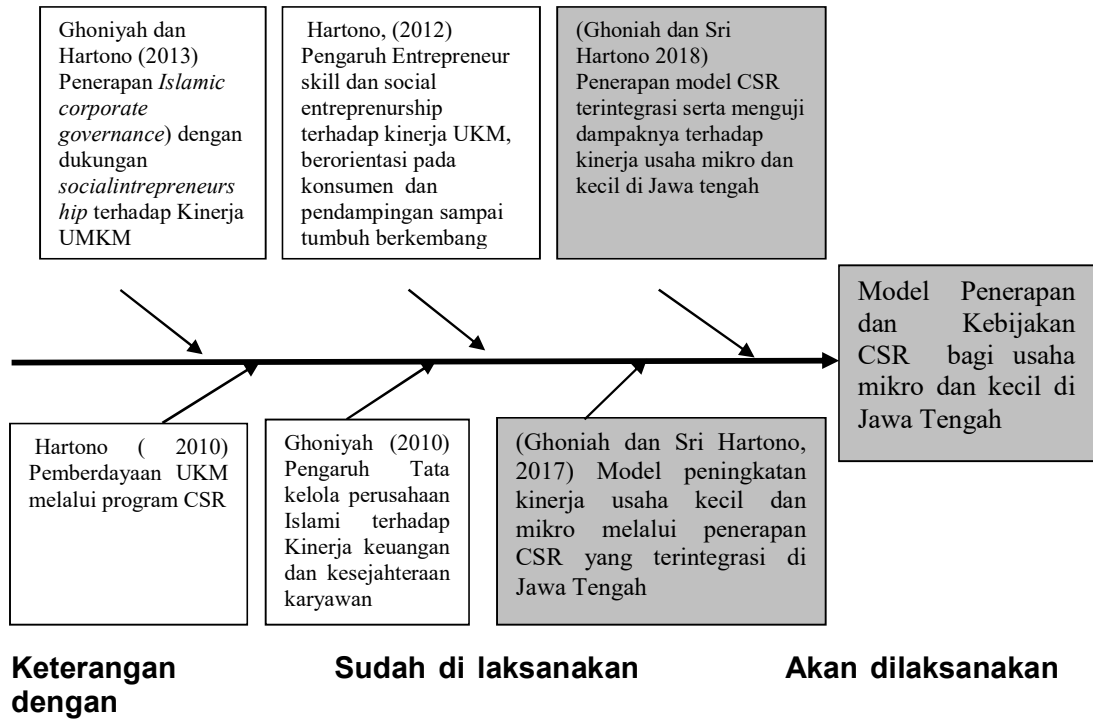 Ghoniyah dan
Hartono (2013)
Penerapan Islamic
corporate
governance) dengan
dukungan
socialintrepreneurs
hip terhadap Kinerja
UMKM
Hartono, (2012)
Pengaruh Entrepreneur
skill dan social
entreprenurship
terhadap kinerja UKM,
berorientasi pada
konsumen dan
pendampingan sampai
tumbuh berkembang
(Ghoniah dan Sri
Hartono 2018)
Penerapan model CSR
terintegrasi serta menguji
dampaknya terhadap
kinerja usaha mikro dan
kecil di Jawa tengah
Model Penerapan
dan Kebijakan
CSR bagi usaha
mikro dan kecil di
Jawa Tengah
Hartono ( 2010)
Pemberdayaan UKM
melalui program CSR
Ghoniyah (2010)
Pengaruh Tata
kelola perusahaan
Islami terhadap
Kinerja keuangan
dan kesejahteraan
karyawan
(Ghoniah dan Sri Hartono,
2017) Model peningkatan
kinerja usaha kecil dan
mikro melalui penerapan
CSR yang terintegrasi di
Jawa Tengah
Keterangan Sudah di laksanakan Akan dilaksanakan
dengan